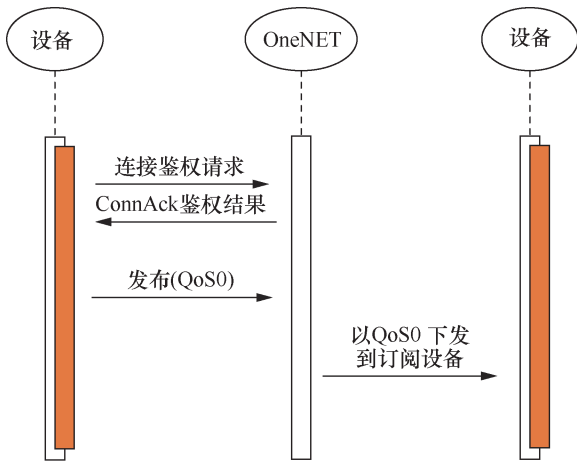 设备
OneNET
设备
连接鉴权请求
ConnAck鉴权结果
发布(QoS0)
以QoS0 下发
到订阅设备